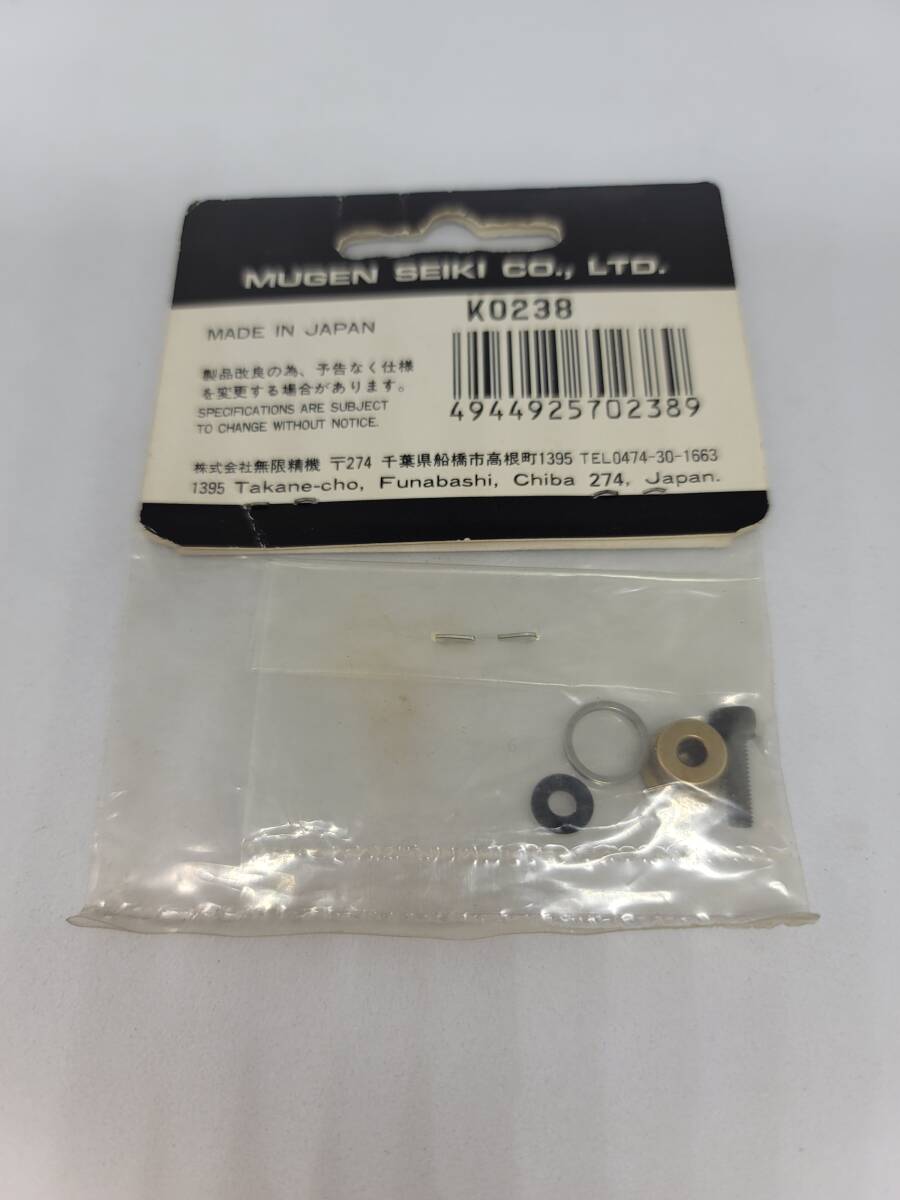 MUGEN SEIKI CO., LTD.
MADE IN JAPAN
K0238
製品改良の為、予告なく仕様
を変更する場合があります。
SPECIFICATIONS ARE SUBJECT
TO CHANGE WITHOUT NOTICE.
4944925702389
株式会社無限精機 〒274 千葉県船橋市高根町1395 TEL0474-30-1663
1395 Takane-cho, Funabashi, Chiba 274, Japan.